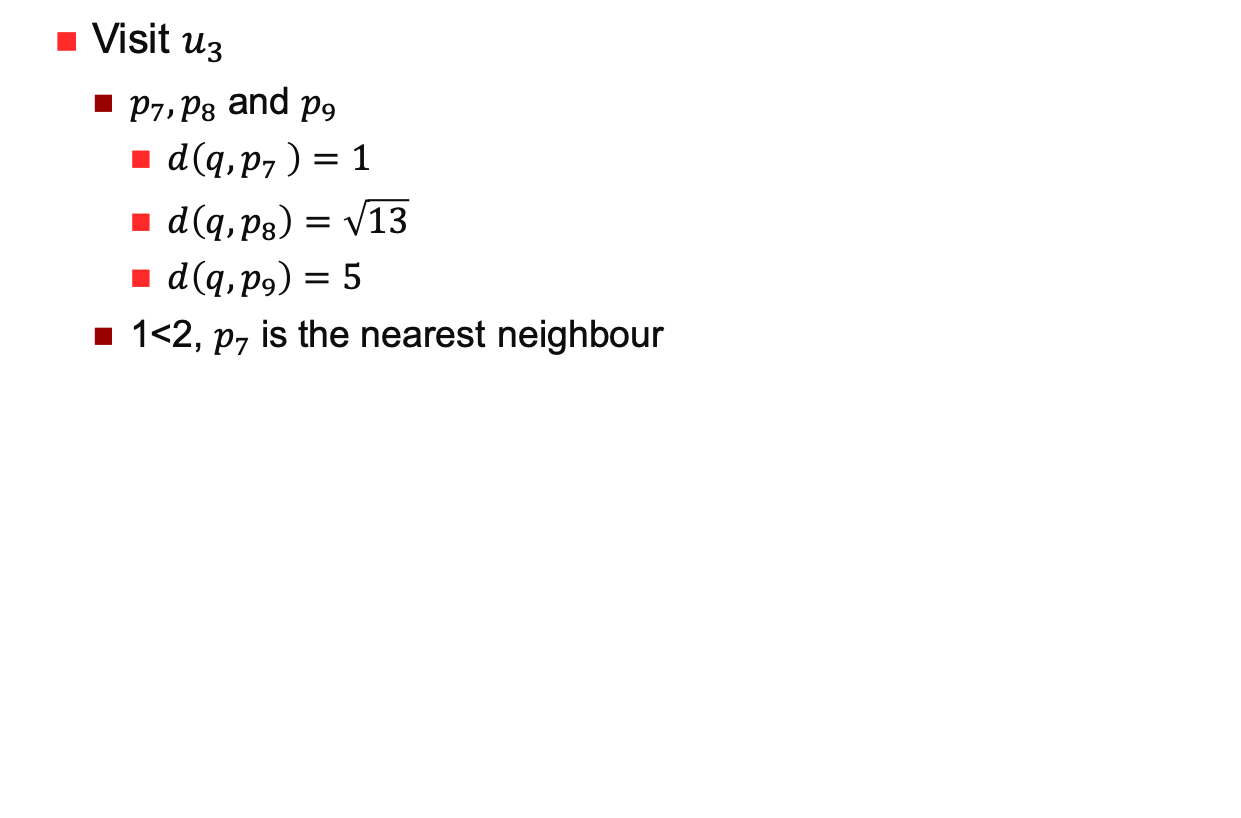 Visit u₃
p₇, p₈ and p₉
d(q, p₇ ) = 1
d(q, p₈) = √13
d(q, p₉) = 5
1<2, p₇ is the nearest neighbour